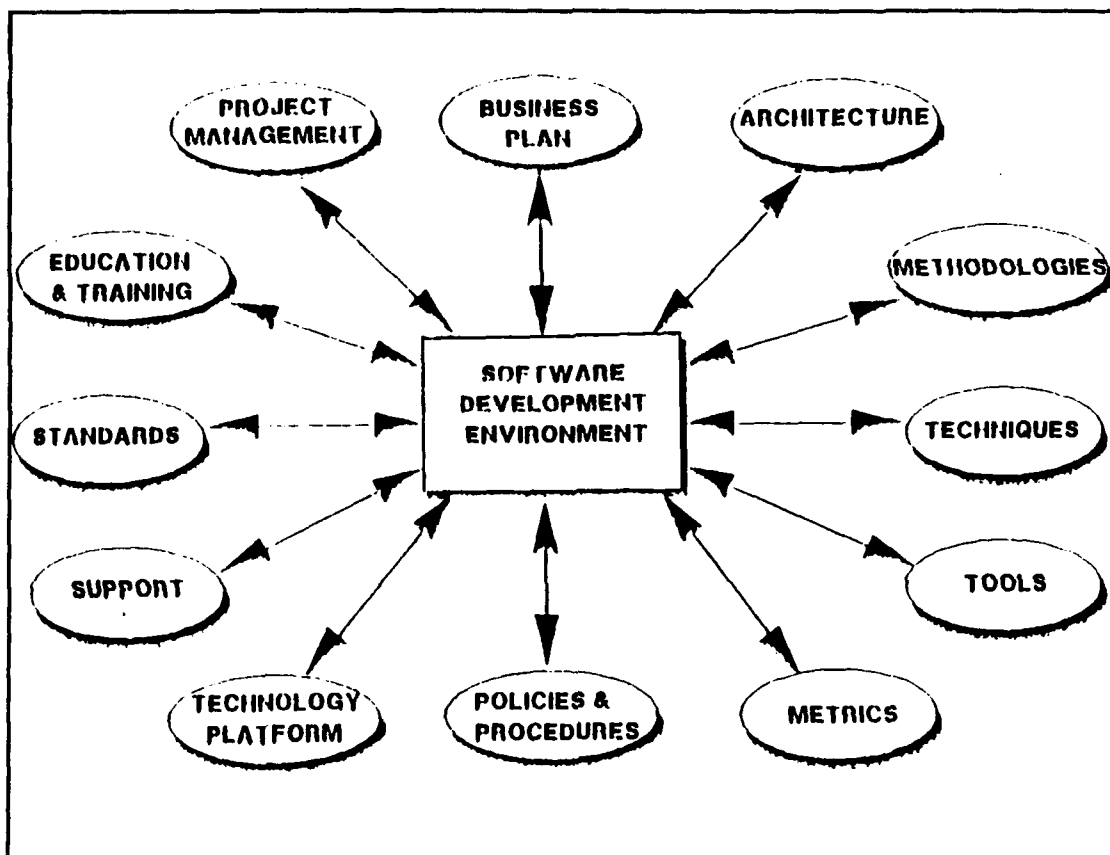 PROJECT
MANAGEMENT
BUSINESS
PLAN
ARCHITECTURE
EDUCATION
& TRAINING
METHODOLOGIES
SOFTWARE
DEVELOPMENT
ENVIRONMENT
STANDARDS
TECHNIQUES
SUPPORT
TOOLS
TECHNOLOGY
PLATFORM
POLICIES &
PROCEDURES
METRICS